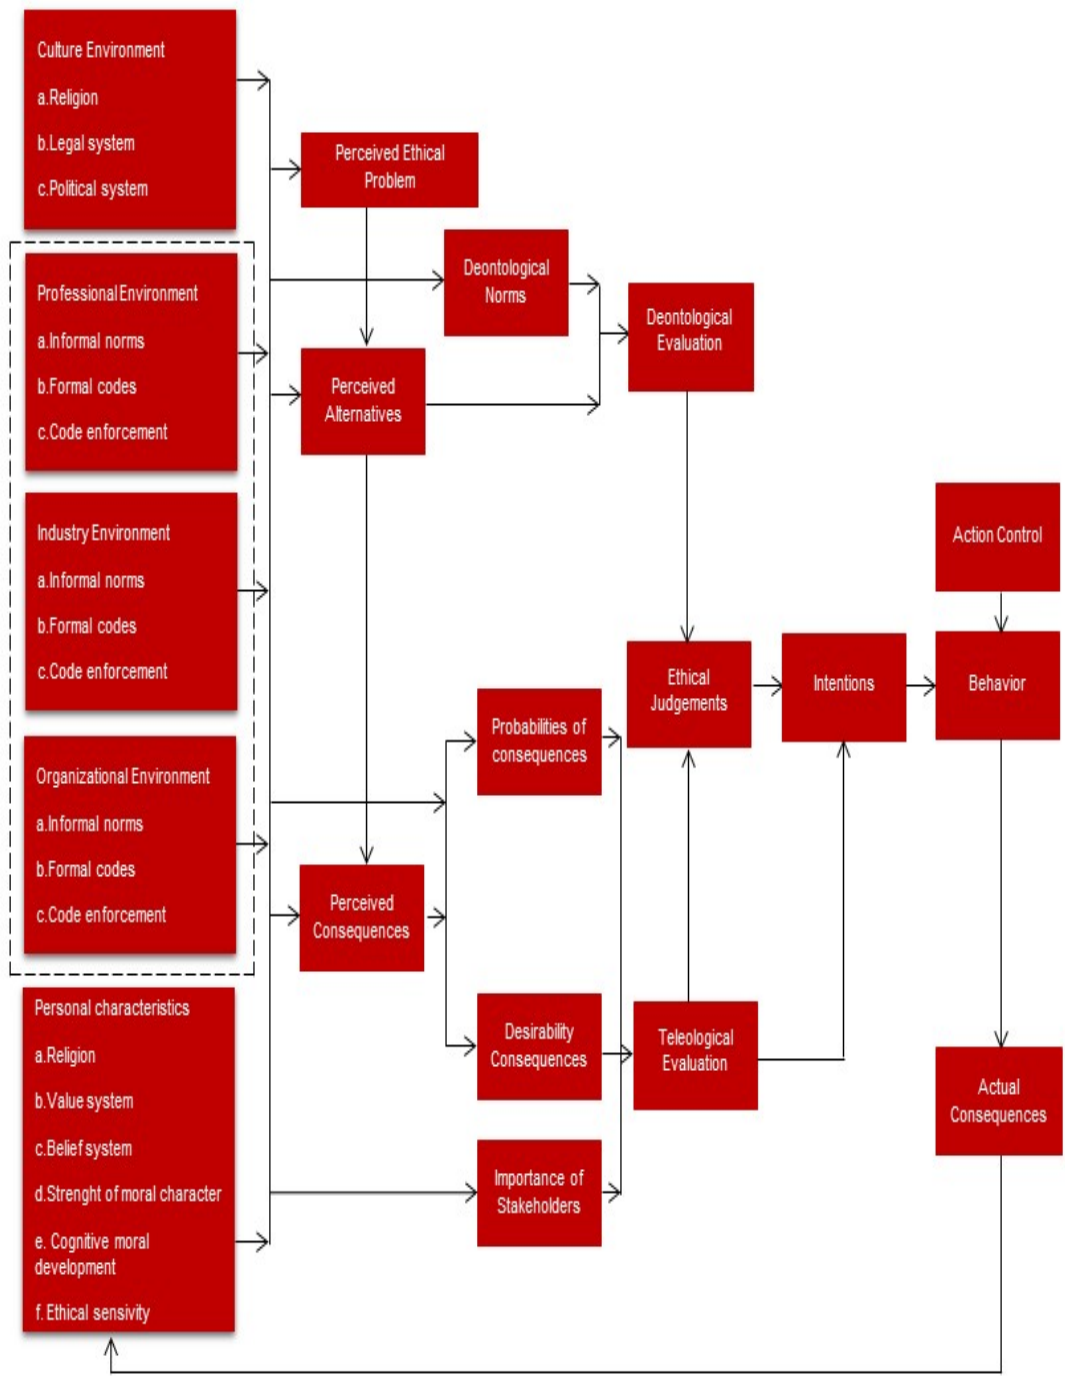 Culture Environment
a.Religion
b.Legal system
c.Political system
Professional Environment
a.Informal norms
b.Formal codes
c.Code enforcement
Industry Environment
a.Informal norms
b.Formal codes
c.Code enforcement
Organizational Environment
a.Informal norms
b.Formal codes
c.Code enforcement
Personal characteristics
a.Religion
b.Value system
c.Belief system
d.Strenght of moral character
e. Cognitive moral
development
f. Ethical sensivity
Perceived Ethical
Problem
Deontological
Norms
Deontological
Evaluation
Perceived
Alternatives
Action Control
Ethical
Judgements
Intentions
Behavior
Probabilities of
consequences
Perceived
Consequences
Desirability
Consequences
Teleological
Evaluation
Actual
Consequences
Importance of
Stakeholders